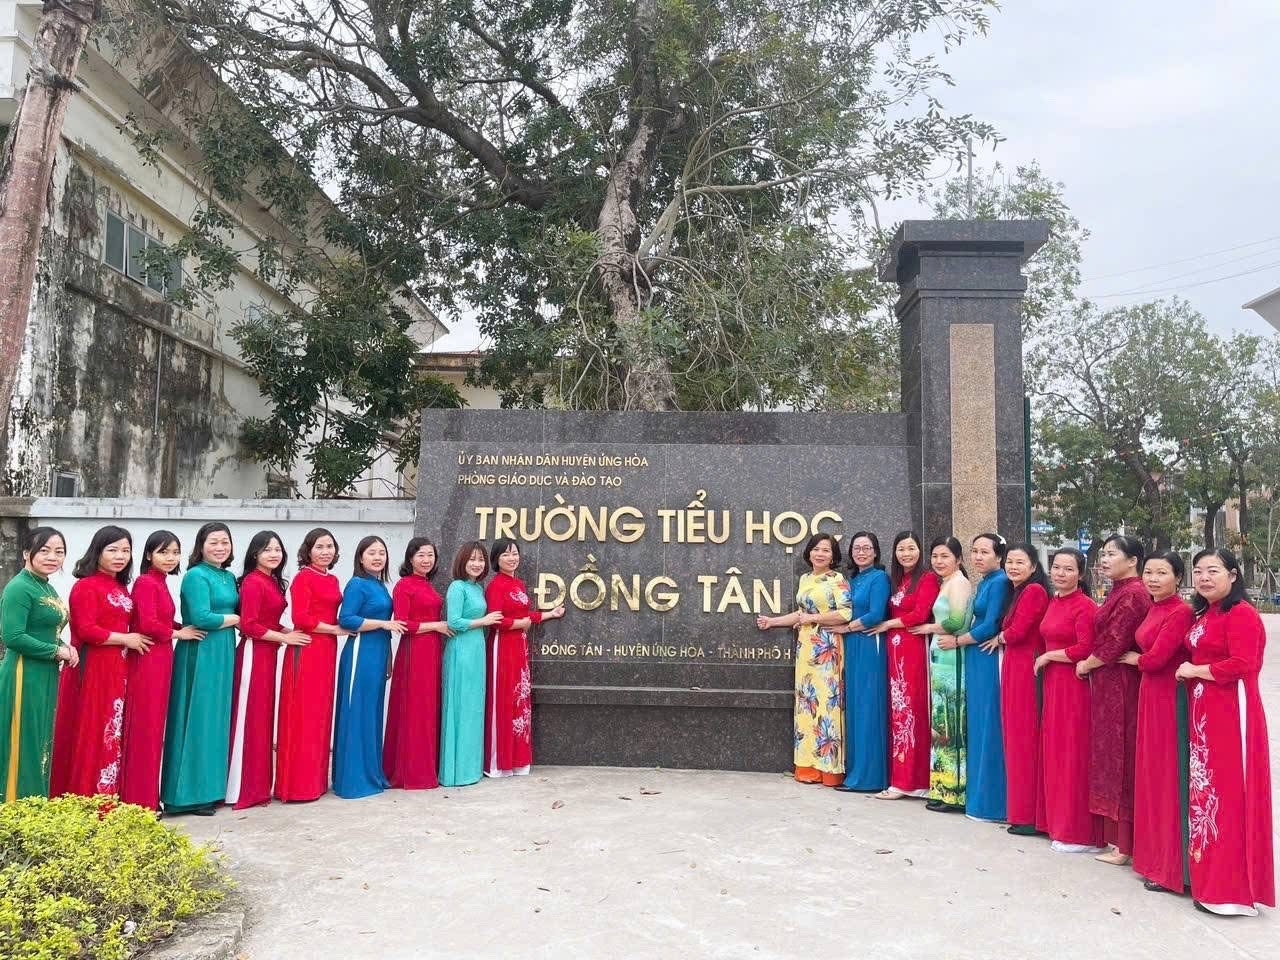 ỦY BAN NHÂN DÂN HUYỆN ỨNG HÒA
PHÒNG GIÁO DỤC VÀ ĐÀO TẠO
TRƯỜNG TIỂU HỌC
ĐỒNG TÂN
ĐỒNG TÂN - HUYỆN ỨNG HÒA - THÀNH PHỐ H